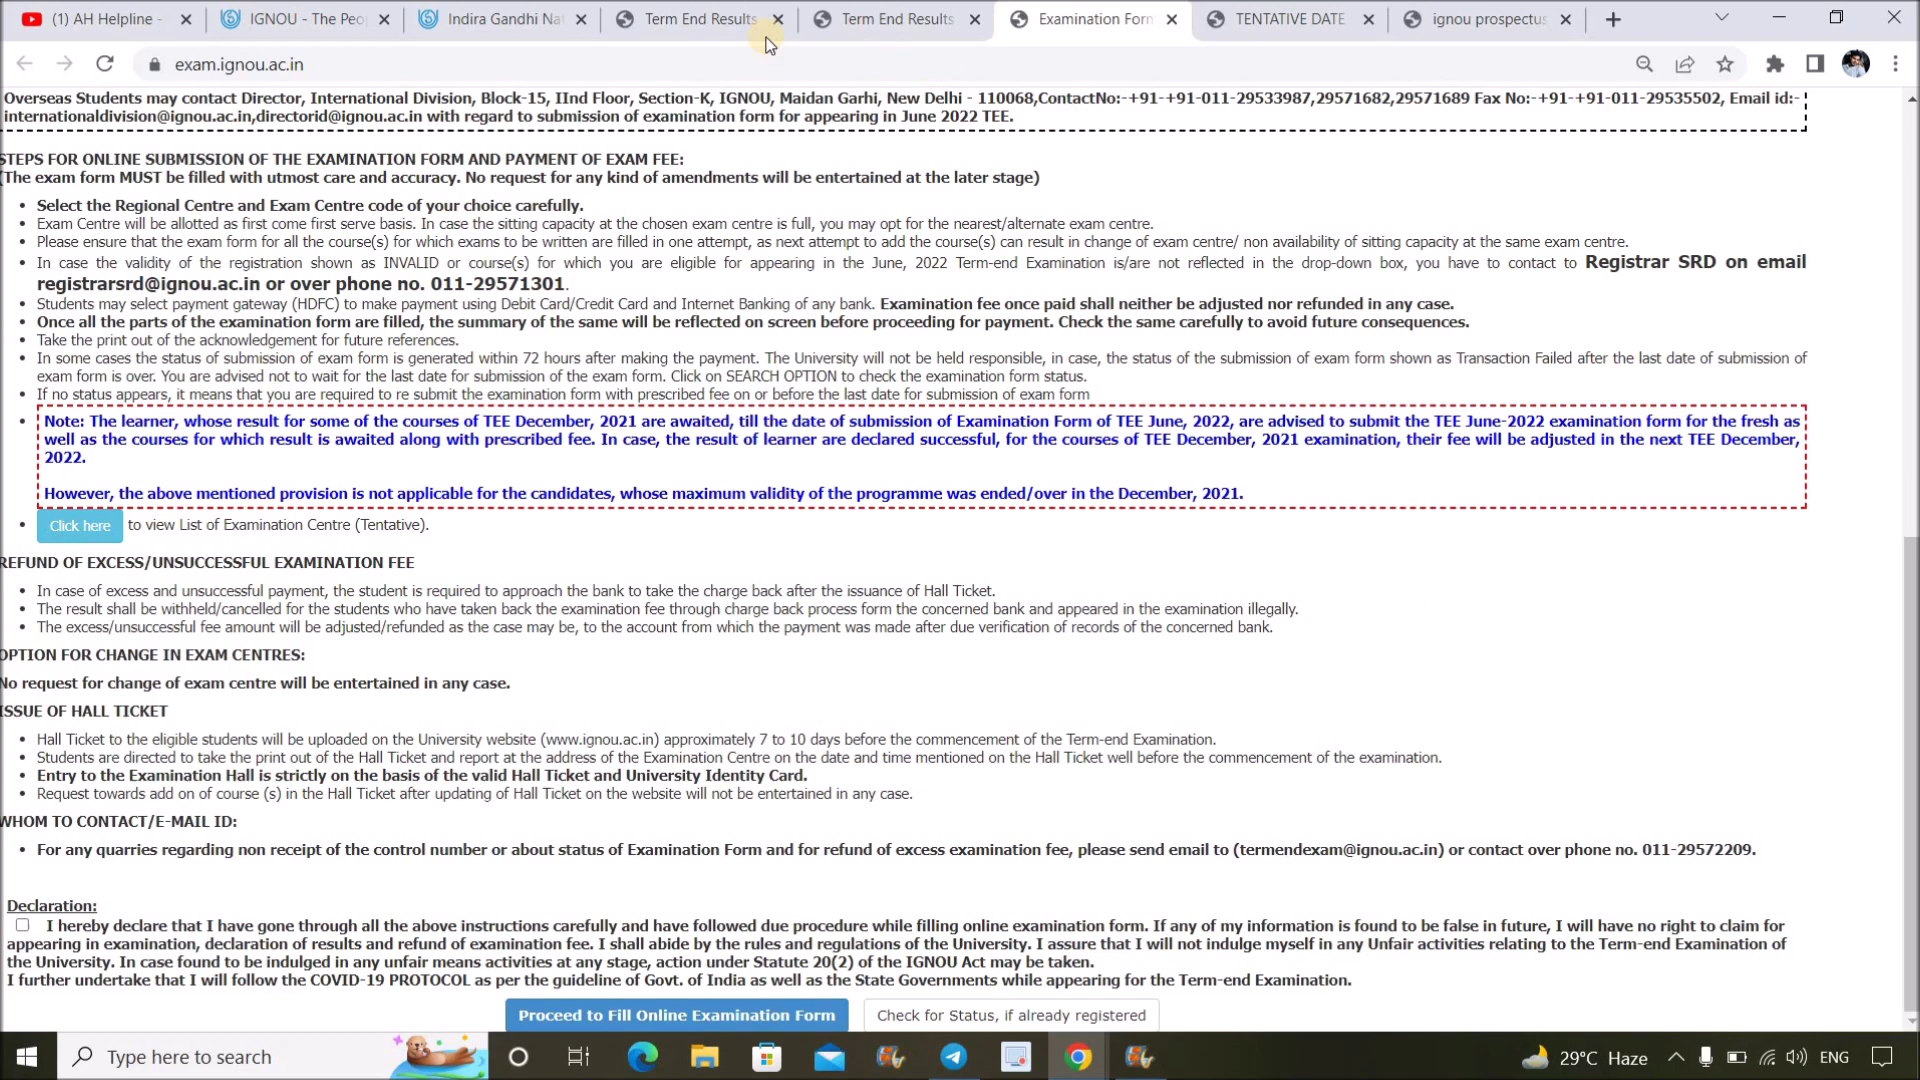 (1) AH Helpline -
IGNOU - The Peop
Indira Gandhi Nat
Term End Results
Term End Results
Examination Form
TENTATIVE DATE
ignou prospectus
exam.ignou.ac.in
Overseas Students may contact Director, International Division, Block-15, IInd Floor, Section-K, IGNOU, Maidan Garhi, New Delhi - 110068,ContactNo:-+91-+91-011-29533987,29571682,29571689 Fax No:-+91-+91-011-29535502, Email id:-
internationaldivision@ignou.ac.in,directorid@ignou.ac.in with regard to submission of examination form for appearing in June 2022 TEE.
STEPS FOR ONLINE SUBMISSION OF THE EXAMINATION FORM AND PAYMENT OF EXAM FEE:
(The exam form MUST be filled with utmost care and accuracy. No request for any kind of amendments will be entertained at the later stage)
• Select the Regional Centre and Exam Centre code of your choice carefully.
• Exam Centre will be allotted as first come first serve basis. In case the sitting capacity at the chosen exam centre is full, you may opt for the nearest/alternate exam centre.
• Please ensure that the exam form for all the course(s) for which exams to be written are filled in one attempt, as next attempt to add the course(s) can result in change of exam centre/ non availability of sitting capacity at the same exam centre.
• In case the validity of the registration shown as INVALID or course(s) for which you are eligible for appearing in the June, 2022 Term-end Examination is/are not reflected in the drop-down box, you have to contact to Registrar SRD on email
registrarsrd@ignou.ac.in or over phone no. 011-29571301.
• Students may select payment gateway (HDFC) to make payment using Debit Card/Credit Card and Internet Banking of any bank. Examination fee once paid shall neither be adjusted nor refunded in any case.
• Once all the parts of the examination form are filled, the summary of the same will be reflected on screen before proceeding for payment. Check the same carefully to avoid future consequences.
• Take the print out of the acknowledgement for future references.
• In some cases the status of submission of exam form is generated within 72 hours after making the payment. The University will not be held responsible, in case, the status of the submission of exam form shown as Transaction Failed after the last date of submission of
exam form is over. You are advised not to wait for the last date for submission of the exam form. Click on SEARCH OPTION to check the examination form status.
• If no status appears, it means that you are required to re submit the examination form with prescribed fee on or before the last date for submission of exam form
• Note: The learner, whose result for some of the courses of TEE December, 2021 are awaited, till the date of submission of Examination Form of TEE June, 2022, are advised to submit the TEE June-2022 examination form for the fresh as
well as the courses for which result is awaited along with prescribed fee. In case, the result of learner are declared successful, for the courses of TEE December, 2021 examination, their fee will be adjusted in the next TEE December,
2022.
However, the above mentioned provision is not applicable for the candidates, whose maximum validity of the programme was ended/over in the December, 2021.
• Click here to view List of Examination Centre (Tentative).
REFUND OF EXCESS/UNSUCCESSFUL EXAMINATION FEE
• In case of excess and unsuccessful payment, the student is required to approach the bank to take the charge back after the issuance of Hall Ticket.
• The result shall be withheld/cancelled for the students who have taken back the examination fee through charge back process form the concerned bank and appeared in the examination illegally.
• The excess/unsuccessful fee amount will be adjusted/refunded as the case may be, to the account from which the payment was made after due verification of records of the concerned bank.
OPTION FOR CHANGE IN EXAM CENTRES:
No request for change of exam centre will be entertained in any case.
ISSUE OF HALL TICKET
• Hall Ticket to the eligible students will be uploaded on the University website (www.ignou.ac.in) approximately 7 to 10 days before the commencement of the Term-end Examination.
• Students are directed to take the print out of the Hall Ticket and report at the address of the Examination Centre on the date and time mentioned on the Hall Ticket well before the commencement of the examination.
• Entry to the Examination Hall is strictly on the basis of the valid Hall Ticket and University Identity Card.
• Request towards add on of course (s) in the Hall Ticket after updating of Hall Ticket on the website will not be entertained in any case.
WHOM TO CONTACT/E-MAIL ID:
• For any quarries regarding non receipt of the control number or about status of Examination Form and for refund of excess examination fee, please send email to (termendexam@ignou.ac.in) or contact over phone no. 011-29572209.
Declaration:
I hereby declare that I have gone through all the above instructions carefully and have followed due procedure while filling online examination form. If any of my information is found to be false in future, I will have no right to claim for
appearing in examination, declaration of results and refund of examination fee. I shall abide by the rules and regulations of the University. I assure that I will not indulge myself in any Unfair activities relating to the Term-end Examination of
the University. In case found to be indulged in any unfair means activities at any stage, action under Statute 20(2) of the IGNOU Act may be taken.
I further undertake that I will follow the COVID-19 PROTOCOL as per the guideline of Govt. of India as well as the State Governments while appearing for the Term-end Examination.
Proceed to Fill Online Examination Form
Check for Status, if already registered
Type here to search
29°C Haze
ENG